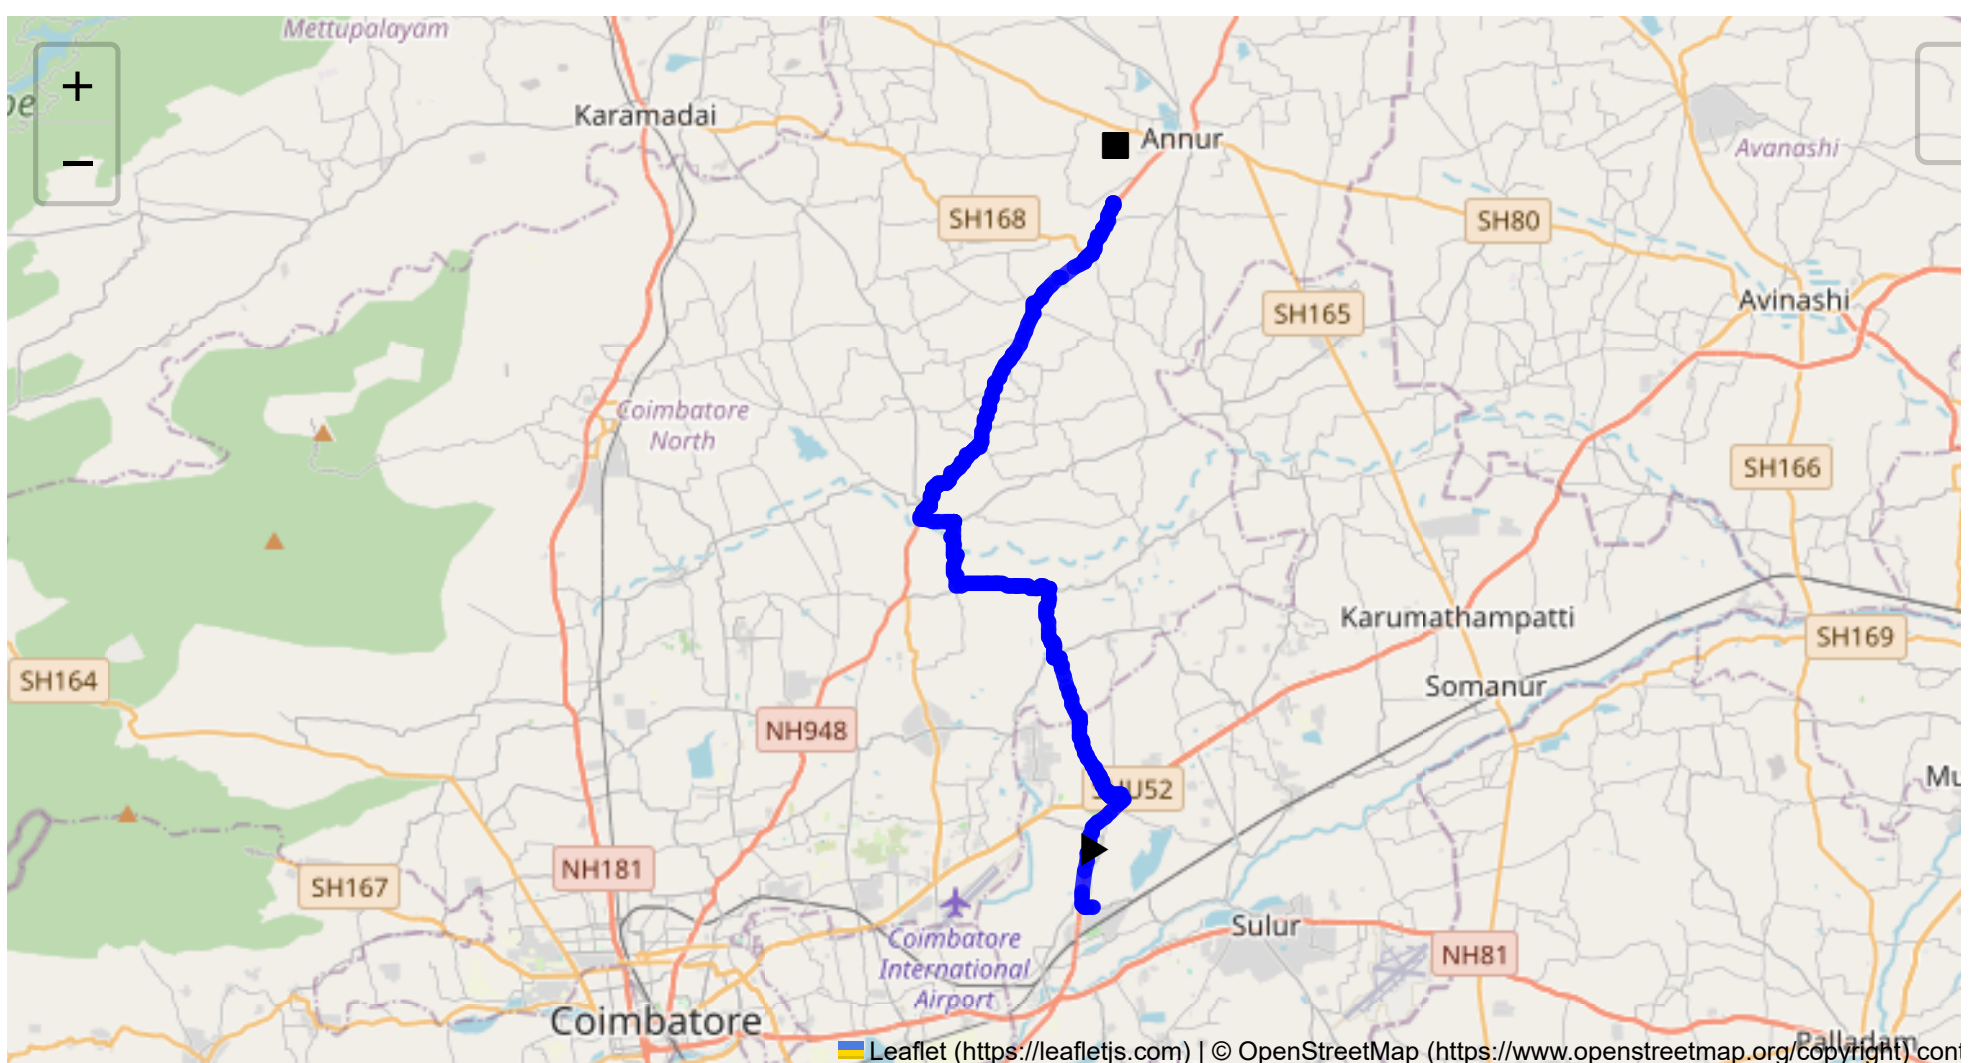 Mettupalayam
+
−
Karamadai
Annur
Avanashi
SH168
SH80
Avinashi
SH165
Coimbatore
North
SH166
Karumathampatti
SH169
SH164
Somanur
NH948
U52
NH181
SH167
Sulur
Coimbatore
International
Airport
NH81
Coimbatore
Palladam
Leaflet (https://leafletjs.com) | © OpenStreetMap (https://www.openstreetmap.org/copyright) cont